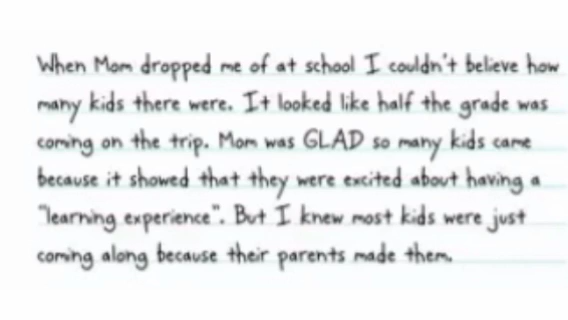 When Mom dropped me of at school I couldn't believe how
many kids there were. It looked like half the grade was
coming on the trip. Mom was GLAD so many kids came
because it showed that they were excited about having a
"learning experience". But I knew most kids were just
coming along because their parents made them.